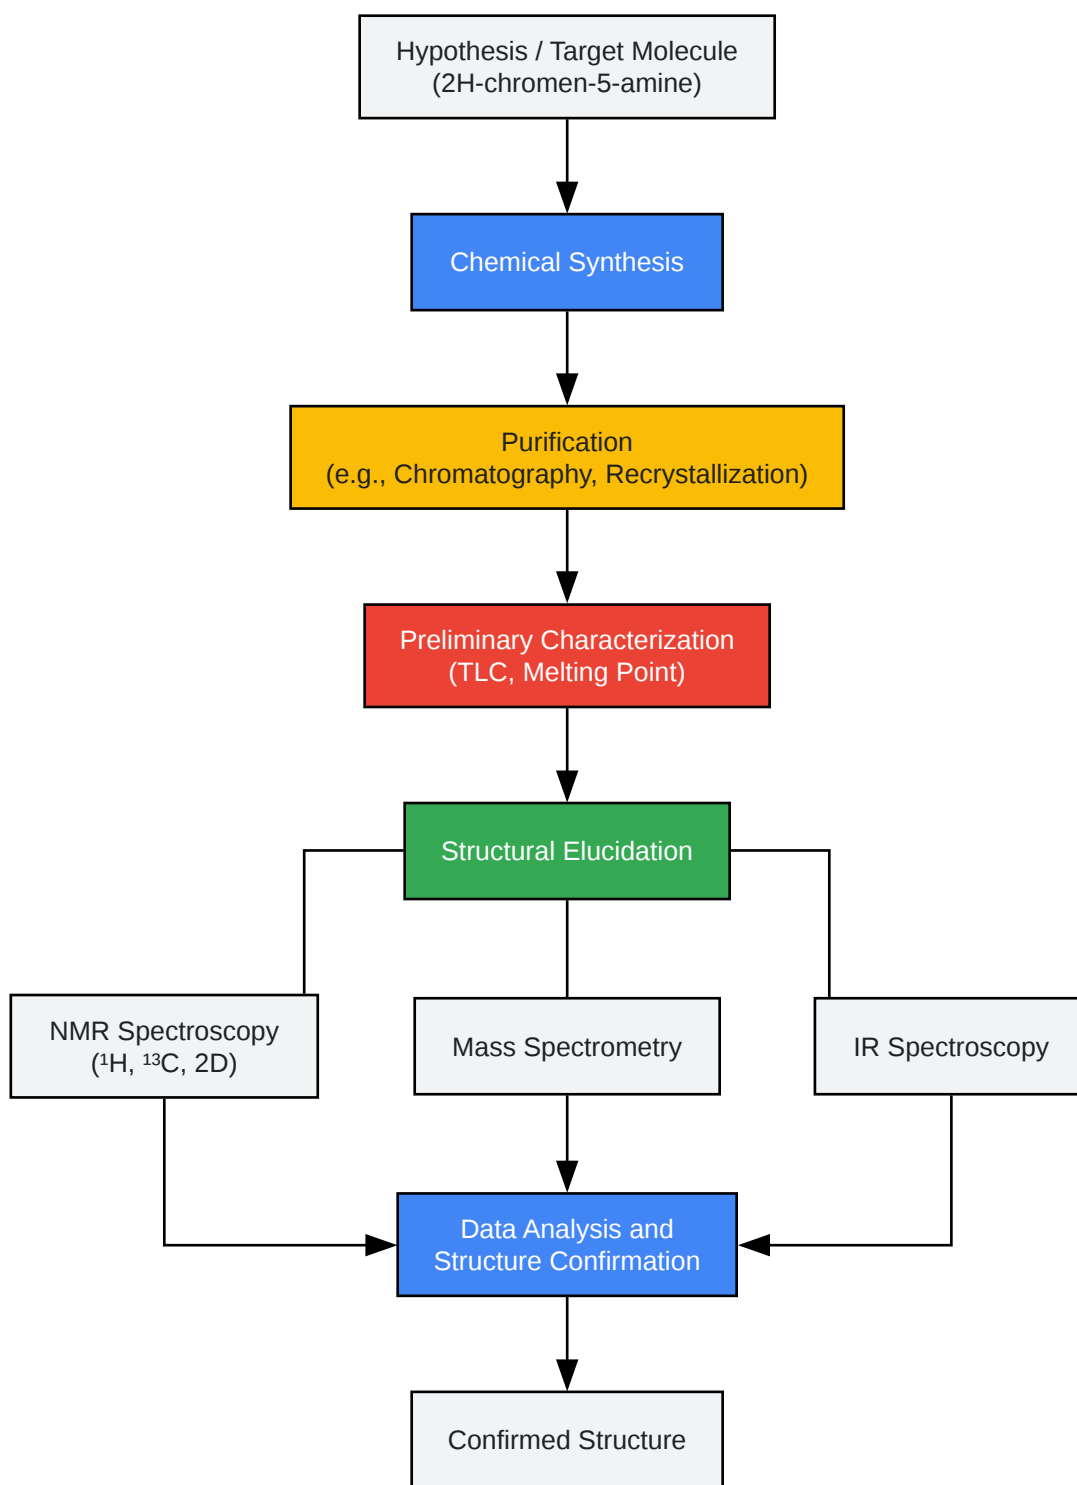 Hypothesis / Target Molecule
(2H-chromen-5-amine)
Chemical Synthesis
Purification
(e.g., Chromatography, Recrystallization)
Preliminary Characterization
(TLC, Melting Point)
Structural Elucidation
NMR Spectroscopy
(¹H, ¹³C, 2D)
Mass Spectrometry
IR Spectroscopy
Data Analysis and
Structure Confirmation
Confirmed Structure